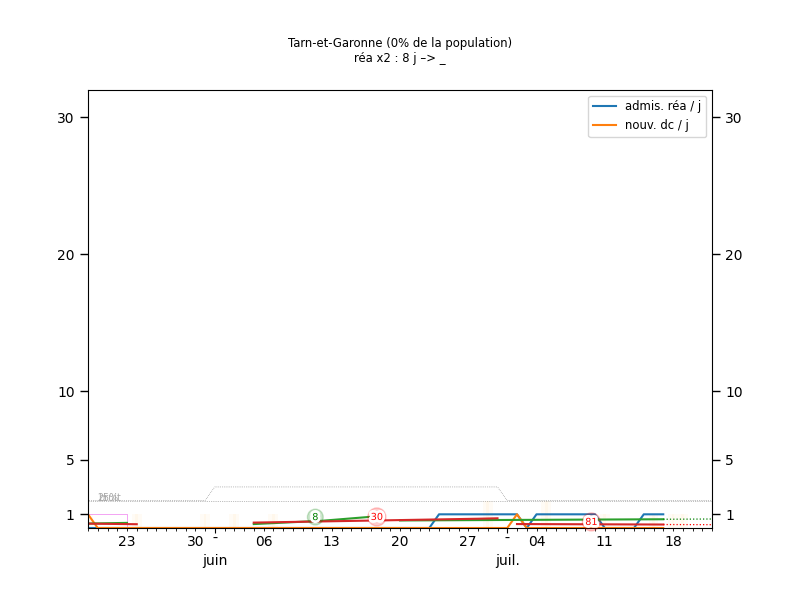 Tarn-et-Garonne (0% de la population)
réa x2 : 8 j –> _
admis. réa / j
nouv. dc / j
30 30
20 20
10 10
5 5
1 1
8 30 81
23 30 - 06 13 20 27 - 04 11 18
juin juil.